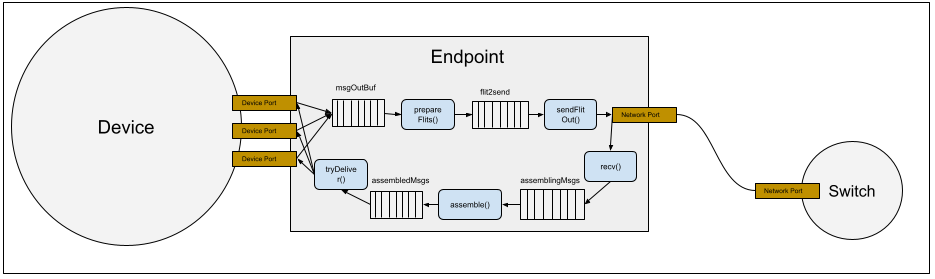 Endpoint
Device
Device Port
Device Port
Device Port
msgOutBuf
prepare
Flits()
flit2send
sendFlit
Out()
Network Port
recv()
assemblingMsgs
assemble()
assembledMsgs
tryDelive
r()
Network Port
Switch